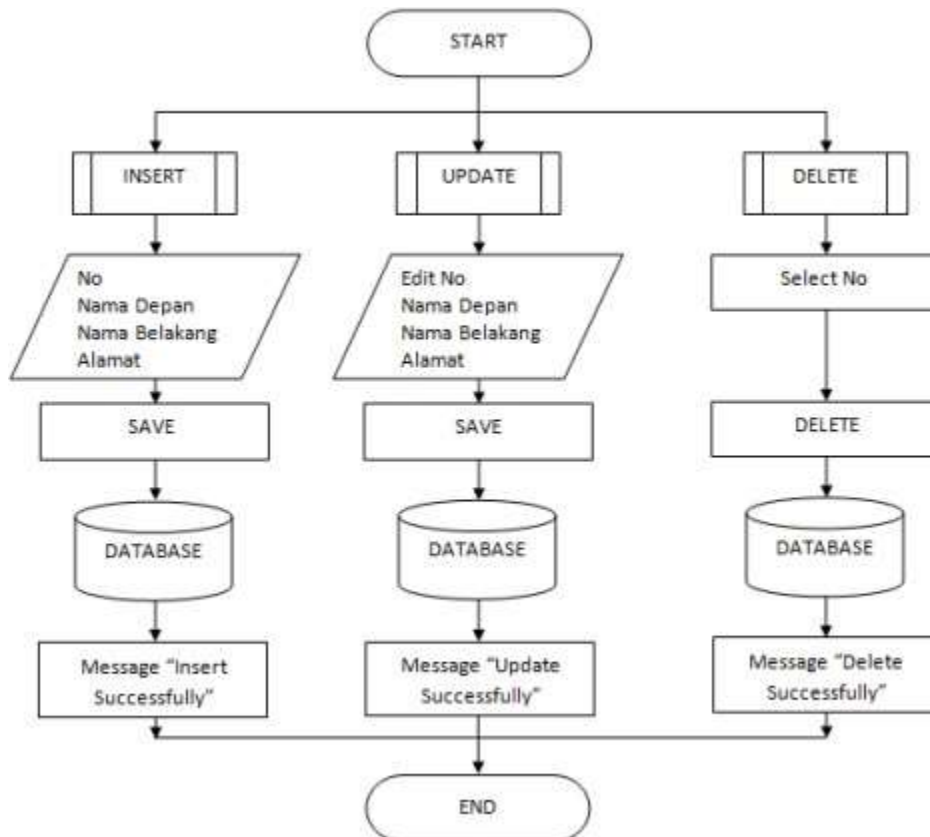 START
INSERT
UPDATE
DELETE
No
Nama Depan
Nama Belakang
Alamat
Edit No
Nama Depan
Nama Belakang
Alamat
Select No
SAVE
SAVE
DELETE
DATABASE
DATABASE
DATABASE
Message “Insert
Successfully”
Message “Update
Successfully”
Message “Delete
Successfully”
END